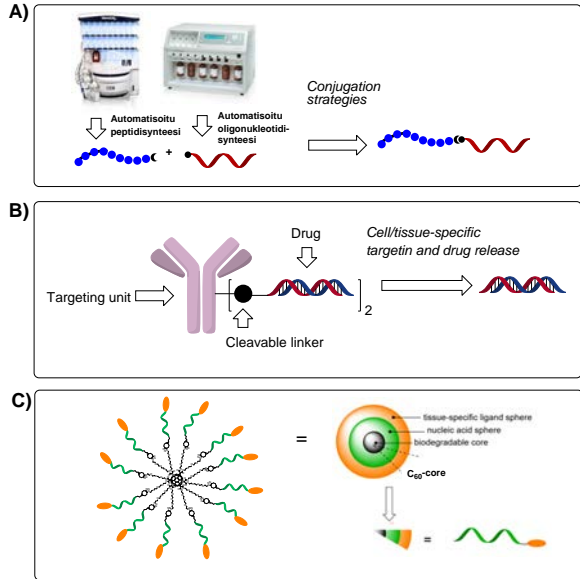 A)
Automatisoitu
peptidisynteesi
Automatisoitu
oligonukleotidi-
synteesi
+
Conjugation
strategies
B)
Targeting unit
Drug
Cleavable linker
2
Cell/tissue-specific
targetin and drug release
C)
=
tissue-specific ligand sphere
nucleic acid sphere
biodegradable core
C60-core
=